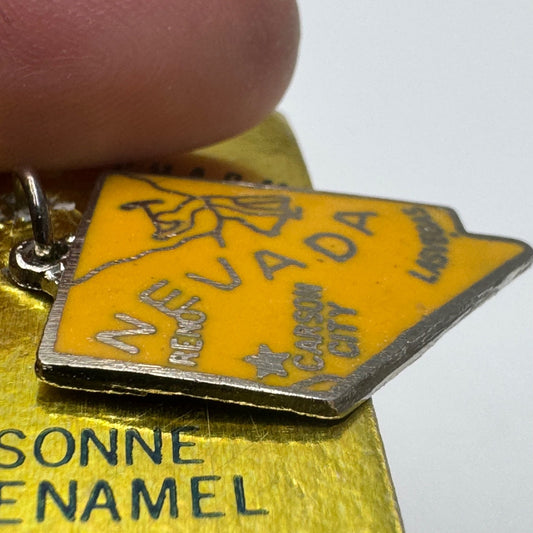 NEVADA
RENO
CARSON
CITY
LAS VEGAS
SONNE
ENAMEL